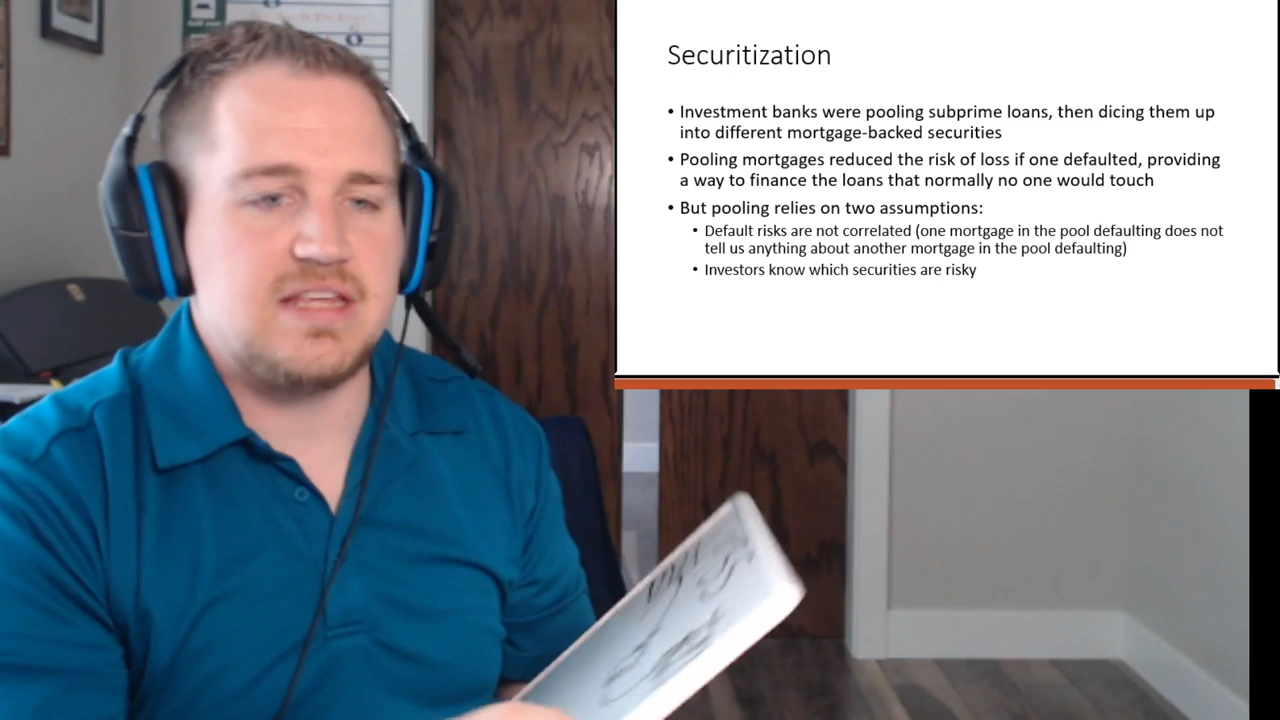 Securitization
• Investment banks were pooling subprime loans, then dicing them up
into different mortgage-backed securities
• Pooling mortgages reduced the risk of loss if one defaulted, providing
a way to finance the loans that normally no one would touch
• But pooling relies on two assumptions:
• Default risks are not correlated (one mortgage in the pool defaulting does not
tell us anything about another mortgage in the pool defaulting)
• Investors know which securities are risky